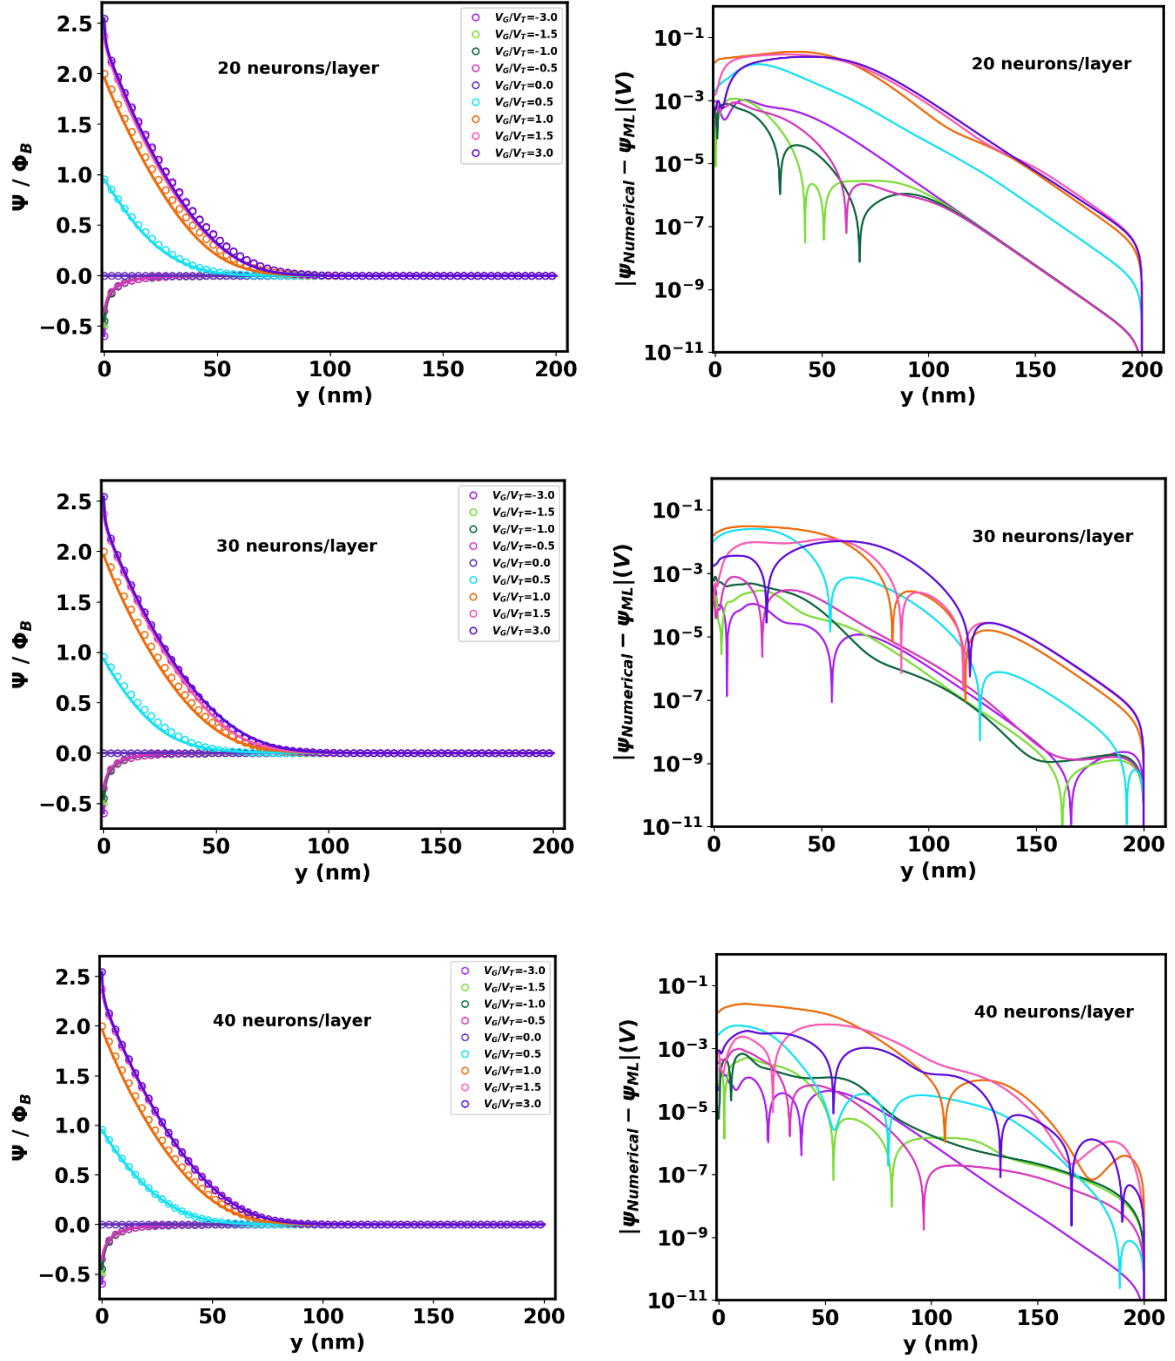 2.5
2.0
1.5
1.0
0.5
0.0
−0.5
Ψ / Φ_B
0 50 100 150 200
y (nm)
20 neurons/layer
V_G/V_T=-3.0
V_G/V_T=-1.5
V_G/V_T=-1.0
V_G/V_T=-0.5
V_G/V_T=0.0
V_G/V_T=0.5
V_G/V_T=1.0
V_G/V_T=1.5
V_G/V_T=3.0
10^−1
10^−3
10^−5
10^−7
10^−9
10^−11
|ψ_Numerical − ψ_ML|(V)
0 50 100 150 200
y (nm)
20 neurons/layer
2.5
2.0
1.5
1.0
0.5
0.0
−0.5
Ψ / Φ_B
0 50 100 150 200
y (nm)
30 neurons/layer
V_G/V_T=-3.0
V_G/V_T=-1.5
V_G/V_T=-1.0
V_G/V_T=-0.5
V_G/V_T=0.0
V_G/V_T=0.5
V_G/V_T=1.0
V_G/V_T=1.5
V_G/V_T=3.0
10^−1
10^−3
10^−5
10^−7
10^−9
10^−11
|ψ_Numerical − ψ_ML|(V)
0 50 100 150 200
y (nm)
30 neurons/layer
2.5
2.0
1.5
1.0
0.5
0.0
−0.5
Ψ / Φ_B
0 50 100 150 200
y (nm)
40 neurons/layer
V_G/V_T=-3.0
V_G/V_T=-1.5
V_G/V_T=-1.0
V_G/V_T=-0.5
V_G/V_T=0.0
V_G/V_T=0.5
V_G/V_T=1.0
V_G/V_T=1.5
V_G/V_T=3.0
10^−1
10^−3
10^−5
10^−7
10^−9
10^−11
|ψ_Numerical − ψ_ML|(V)
0 50 100 150 200
y (nm)
40 neurons/layer